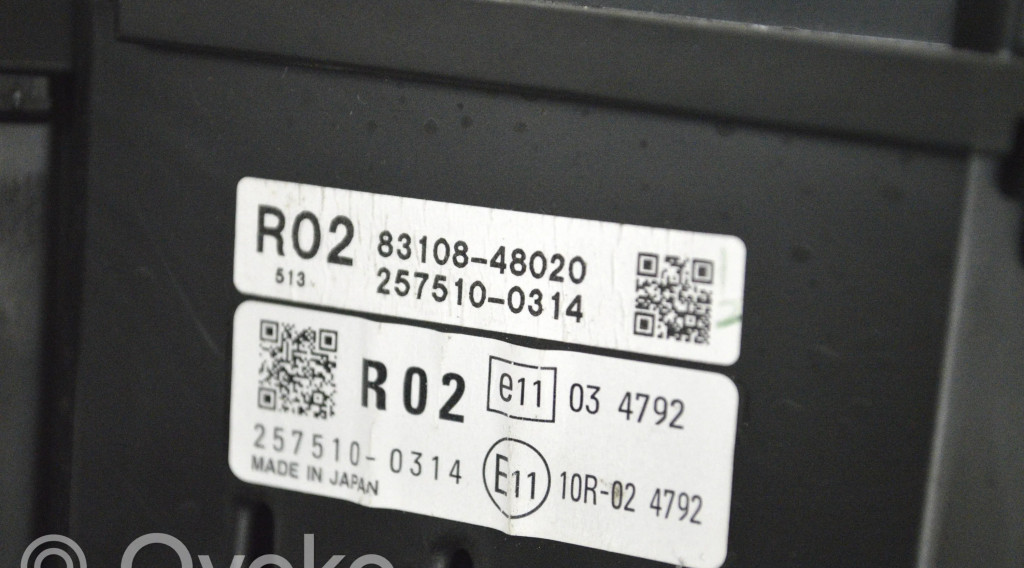 R02 83108-48020
513 257510-0314
R02 e11 03 4792
257510-0314
MADE IN JAPAN
E11 10R-02 4792
© Ovoko